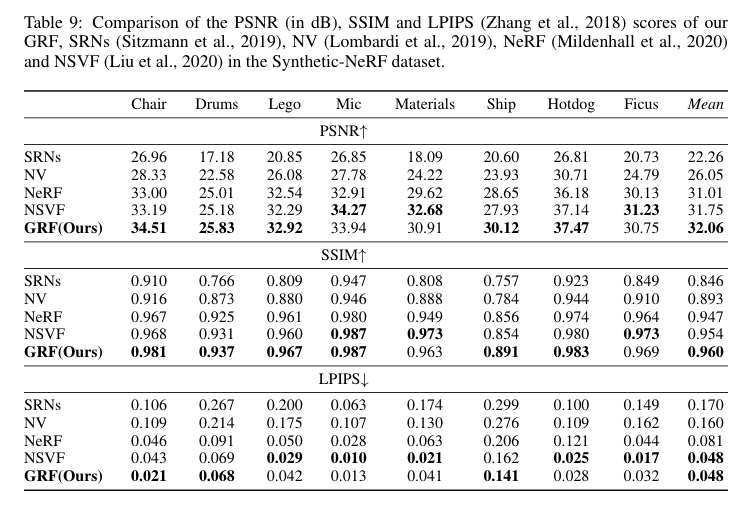 Table 9: Comparison of the PSNR (in dB), SSIM and LPIPS (Zhang et al., 2018) scores of our
GRF, SRNs (Sitzmann et al., 2019), NV (Lombardi et al., 2019), NeRF (Mildenhall et al., 2020)
and NSVF (Liu et al., 2020) in the Synthetic-NeRF dataset.
Chair Drums Lego Mic Materials Ship Hotdog Ficus Mean
PSNR↑
SRNs 26.96 17.18 20.85 26.85 18.09 20.60 26.81 20.73 22.26
NV 28.33 22.58 26.08 27.78 24.22 23.93 30.71 24.79 26.05
NeRF 33.00 25.01 32.54 32.91 29.62 28.65 36.18 30.13 31.01
NSVF 33.19 25.18 32.29 34.27 32.68 27.93 37.14 31.23 31.75
GRF(Ours) 34.51 25.83 32.92 33.94 30.91 30.12 37.47 30.75 32.06
SSIM↑
SRNs 0.910 0.766 0.809 0.947 0.808 0.757 0.923 0.849 0.846
NV 0.916 0.873 0.880 0.946 0.888 0.784 0.944 0.910 0.893
NeRF 0.967 0.925 0.961 0.980 0.949 0.856 0.974 0.964 0.947
NSVF 0.968 0.931 0.960 0.987 0.973 0.854 0.980 0.973 0.954
GRF(Ours) 0.981 0.937 0.967 0.987 0.963 0.891 0.983 0.969 0.960
LPIPS↓
SRNs 0.106 0.267 0.200 0.063 0.174 0.299 0.100 0.149 0.170
NV 0.109 0.214 0.175 0.107 0.130 0.276 0.109 0.162 0.160
NeRF 0.046 0.091 0.050 0.028 0.063 0.206 0.121 0.044 0.081
NSVF 0.043 0.069 0.029 0.010 0.021 0.162 0.025 0.017 0.048
GRF(Ours) 0.021 0.068 0.042 0.013 0.041 0.141 0.028 0.032 0.048